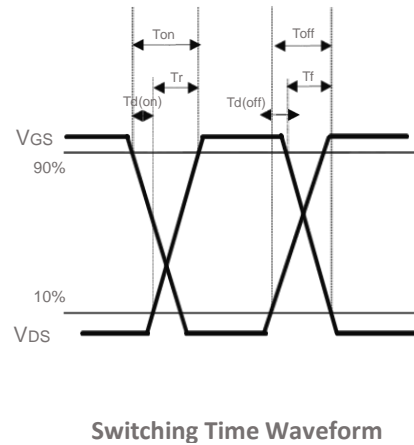 Ton
Toff
Tr
Tf
Td(on)
Td(off)
VGS
90%
10%
VDS
Switching Time Waveform